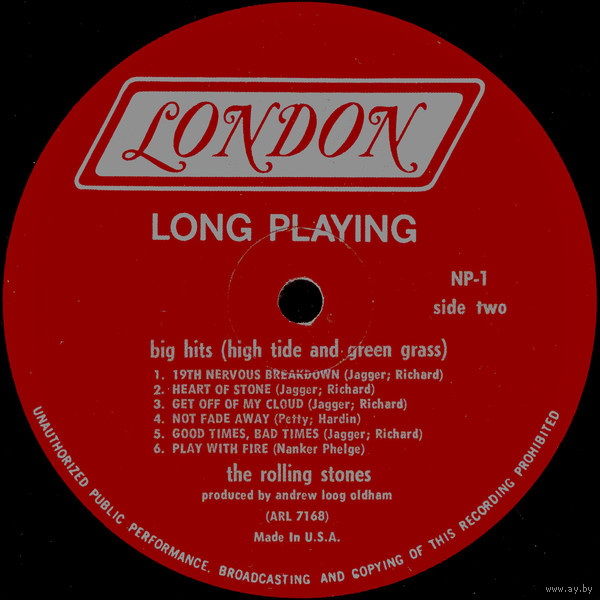 LONDON
LONG PLAYING
NP-1
side two
big hits (high tide and green grass)
1. 19TH NERVOUS BREAKDOWN (Jagger; Richard)
2. HEART OF STONE (Jagger; Richard)
3. GET OFF OF MY CLOUD (Jagger; Richard)
4. NOT FADE AWAY (Petty; Hardin)
5. GOOD TIMES, BAD TIMES (Jagger; Richard)
6. PLAY WITH FIRE (Nanker Phelge)
the rolling stones
produced by andrew loog oldham
(ARL 7168)
Made In U.S.A.
UNAUTHORIZED PUBLIC PERFORMANCE, BROADCASTING AND COPYING OF THIS RECORDING PROHIBITED
www.ay.by